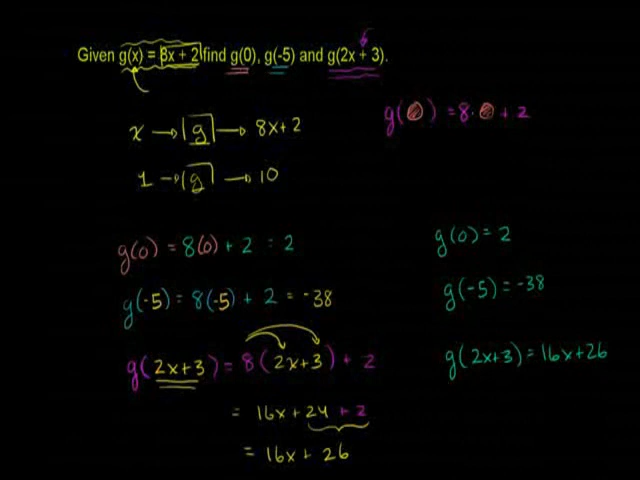 Given g(x) = 8x + 2 find g(0), g(-5) and g(2x + 3).
g( ) = 8· + 2
x → g → 8x+2
1 → g → 10
g(0) = 8(0) + 2 = 2
g(0) = 2
g(-5) = 8(-5) + 2 = -38
g(-5) = -38
g(2x+3) = 8(2x+3) + 2
g(2x+3) = 16x+26
= 16x + 24 + 2
= 16x + 26